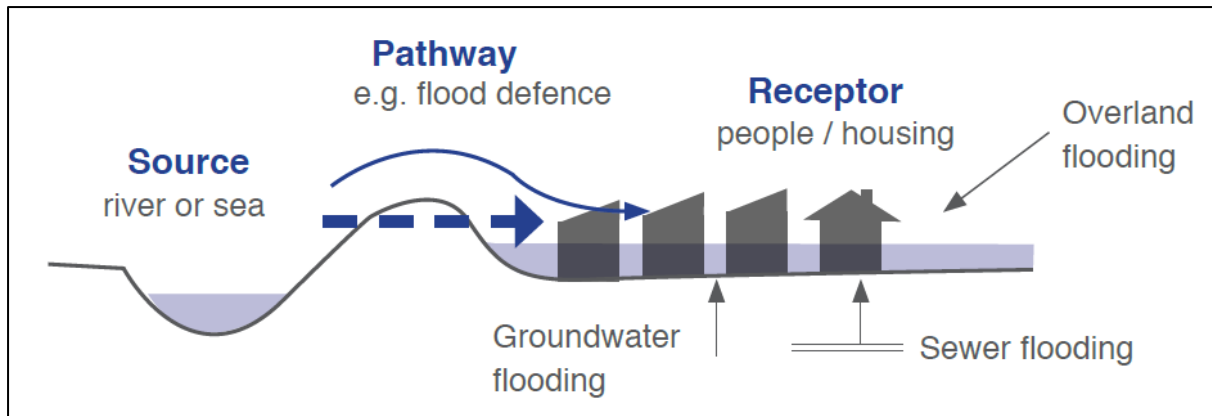 Pathway
e.g. flood defence
Receptor
people / housing
Overland
flooding
Source
river or sea
Groundwater
flooding
Sewer flooding